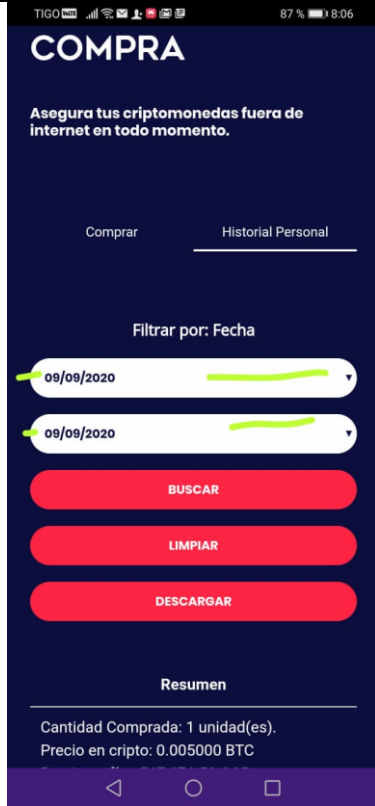 TIGO VoLTE 87 % 8:06
COMPRA
Asegura tus criptomonedas fuera de
internet en todo momento.
Comprar Historial Personal
Filtrar por: Fecha
09/09/2020
09/09/2020
BUSCAR
LIMPIAR
DESCARGAR
Resumen
Cantidad Comprada: 1 unidad(es).
Precio en cripto: 0.005000 BTC